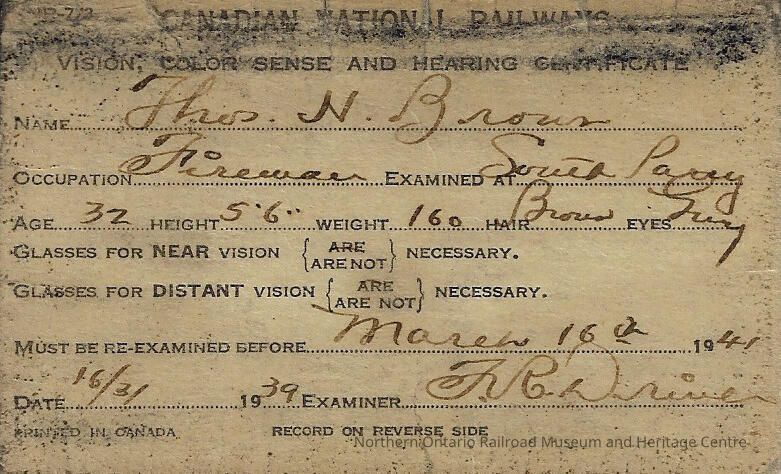 CANADIAN NATIONAL RAILWAYS
VISION, COLOR SENSE AND HEARING CERTIFICATE
NAME Thos. N. Brown
OCCUPATION Fireman EXAMINED AT South Parry
AGE 32 HEIGHT 5'6" WEIGHT 160 HAIR Brown EYES Grey
GLASSES FOR NEAR VISION { ARE / ARE NOT } NECESSARY.
GLASSES FOR DISTANT VISION { ARE / ARE NOT } NECESSARY.
MUST BE RE-EXAMINED BEFORE March 16th 1941
DATE 16/3/ 1939 EXAMINER F. R.
PRINTED IN CANADA RECORD ON REVERSE SIDE
Northern Ontario Railroad Museum and Heritage Centre